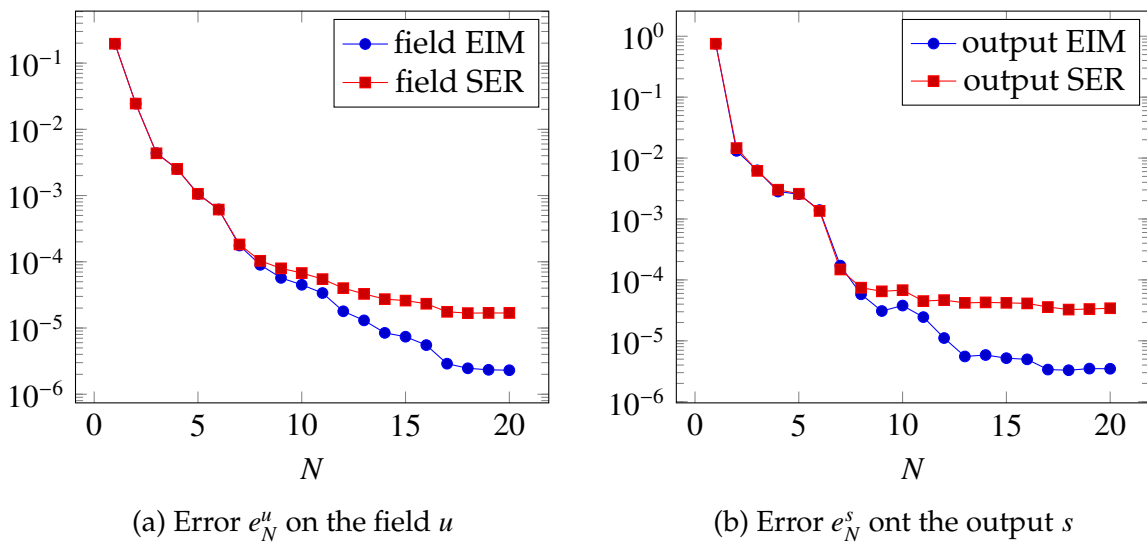 10^{-1}
10^{-2}
10^{-3}
10^{-4}
10^{-5}
10^{-6}
0 5 10 15 20
N
field EIM
field SER
(a) Error e_N^u on the field u
10^0
10^{-1}
10^{-2}
10^{-3}
10^{-4}
10^{-5}
10^{-6}
0 5 10 15 20
N
output EIM
output SER
(b) Error e_N^s ont the output s